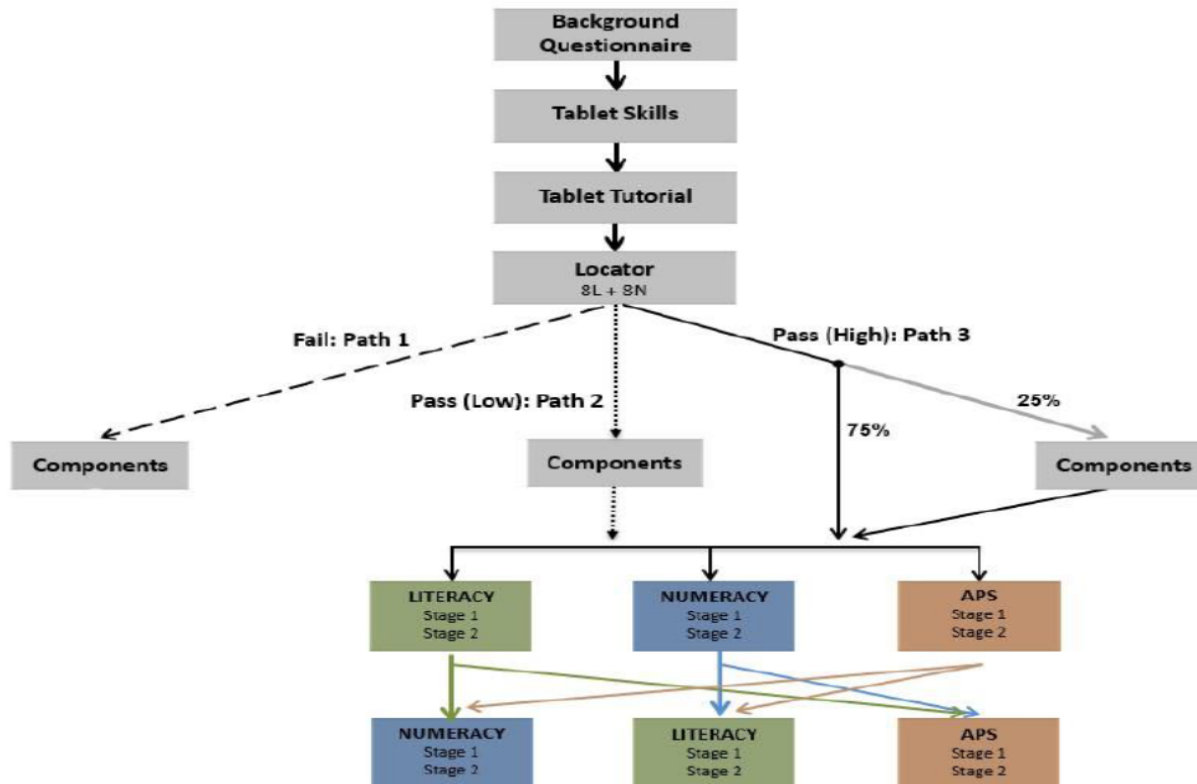 Background
Questionnaire
Tablet Skills
Tablet Tutorial
Locator
8L + 8N
Fail: Path 1
Pass (High): Path 3
Pass (Low): Path 2
25%
75%
Components
Components
Components
LITERACY
Stage 1
Stage 2
NUMERACY
Stage 1
Stage 2
APS
Stage 1
Stage 2
NUMERACY
Stage 1
Stage 2
LITERACY
Stage 1
Stage 2
APS
Stage 1
Stage 2